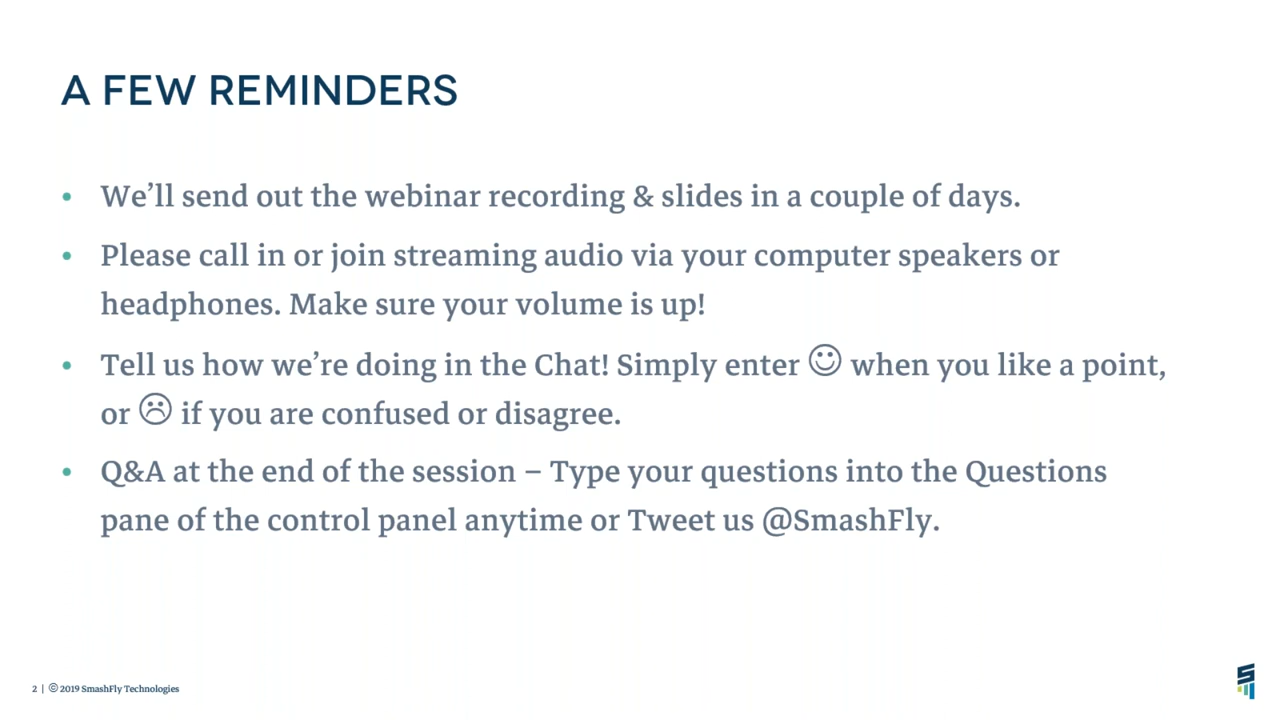 A FEW REMINDERS
• We’ll send out the webinar recording & slides in a couple of days.
• Please call in or join streaming audio via your computer speakers or
headphones. Make sure your volume is up!
• Tell us how we’re doing in the Chat! Simply enter ☺ when you like a point,
or ☹ if you are confused or disagree.
• Q&A at the end of the session – Type your questions into the Questions
pane of the control panel anytime or Tweet us @SmashFly.
2 | © 2019 SmashFly Technologies